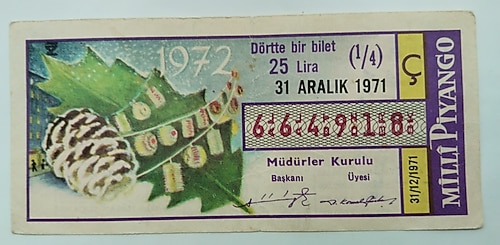 1972
Dörtte bir bilet (1/4)
25 Lira
31 ARALIK 1971
664918
Müdürler Kurulu
Başkanı Üyesi
Ç
31/12/1971
MİLLİ PİYANGO